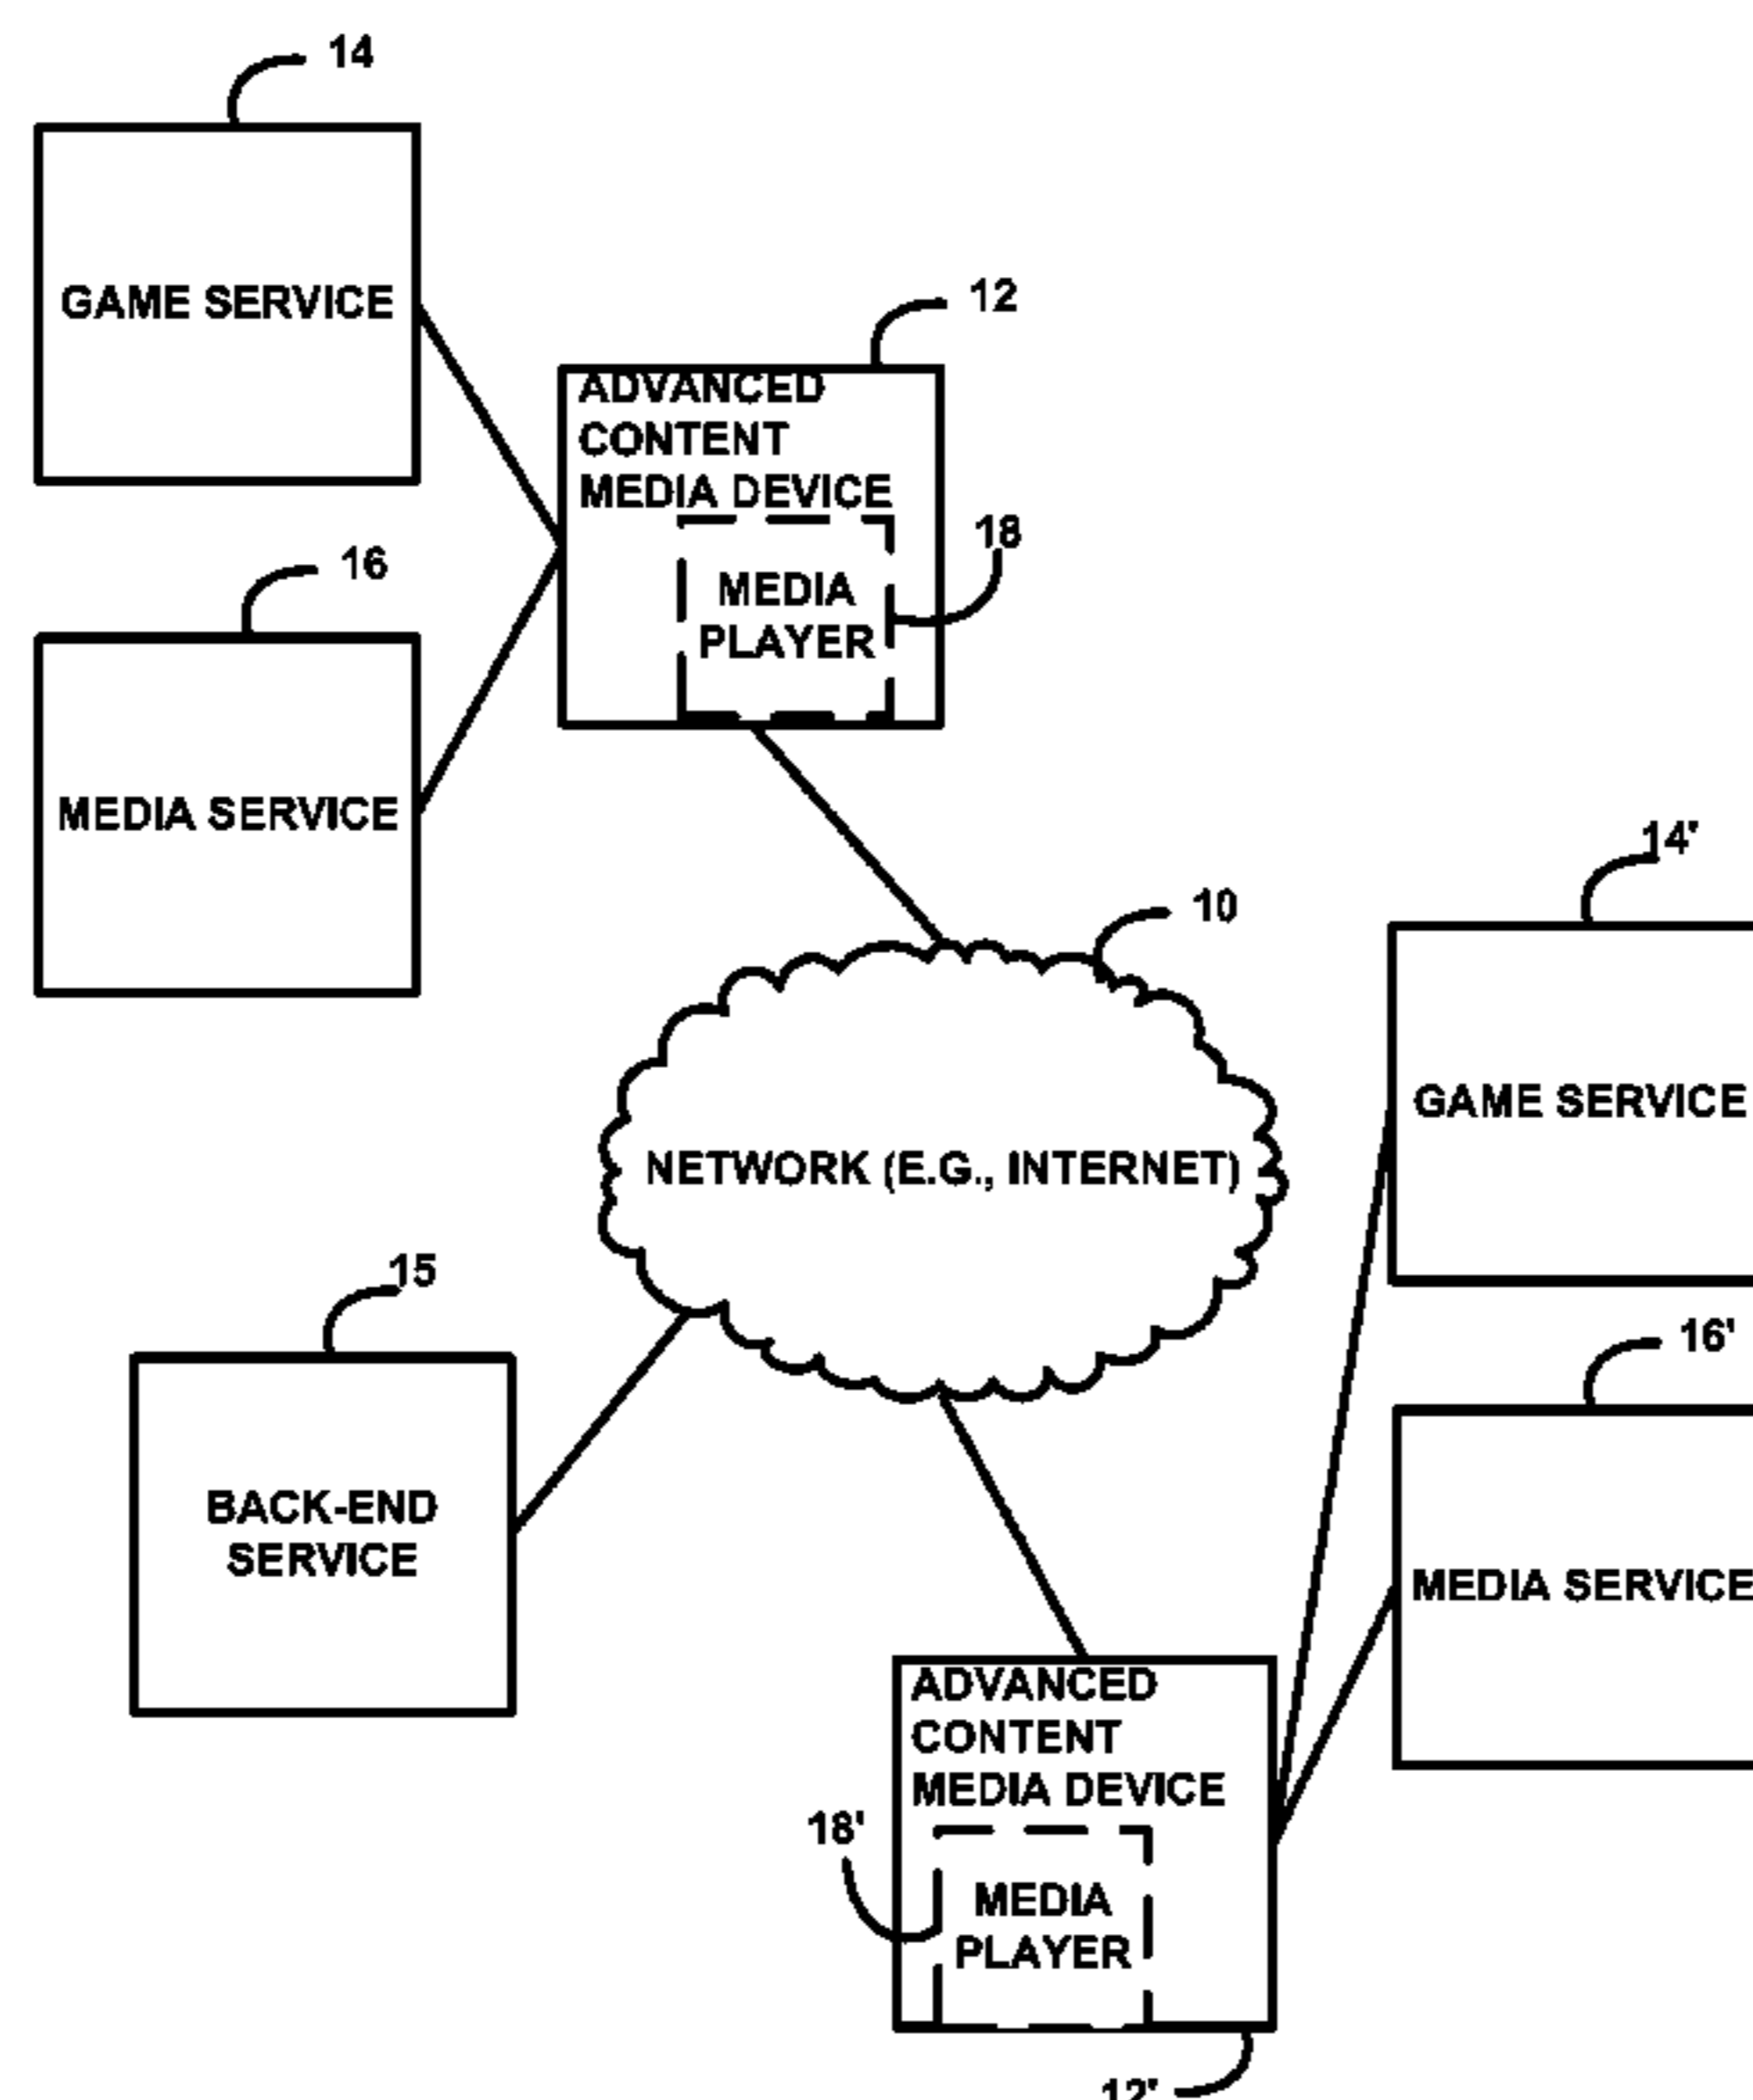 14
GAME SERVICE
12
ADVANCED
CONTENT
MEDIA DEVICE
18
MEDIA
PLAYER
16
MEDIA SERVICE
14'
10
GAME SERVICE
NETWORK (E.G., INTERNET)
15
16'
BACK-END
SERVICE
MEDIA SERVICE
ADVANCED
CONTENT
MEDIA DEVICE
18'
MEDIA
PLAYER
12'